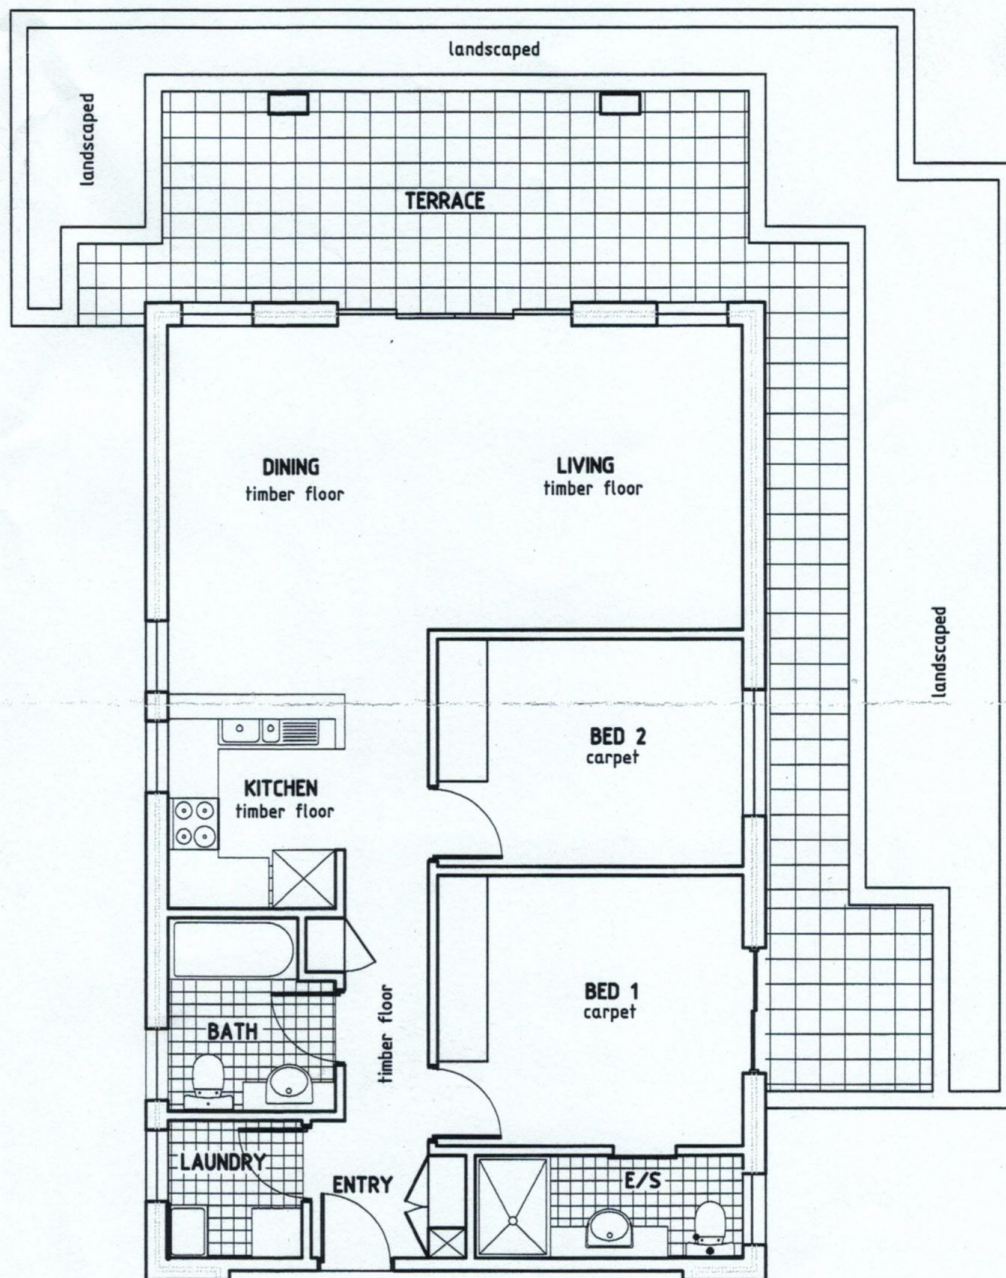 landscaped
landscaped
TERRACE
DINING
timber floor
LIVING
timber floor
landscaped
BED 2
carpet
KITCHEN
timber floor
BED 1
carpet
timber floor
BATH
LAUNDRY
ENTRY
E/S